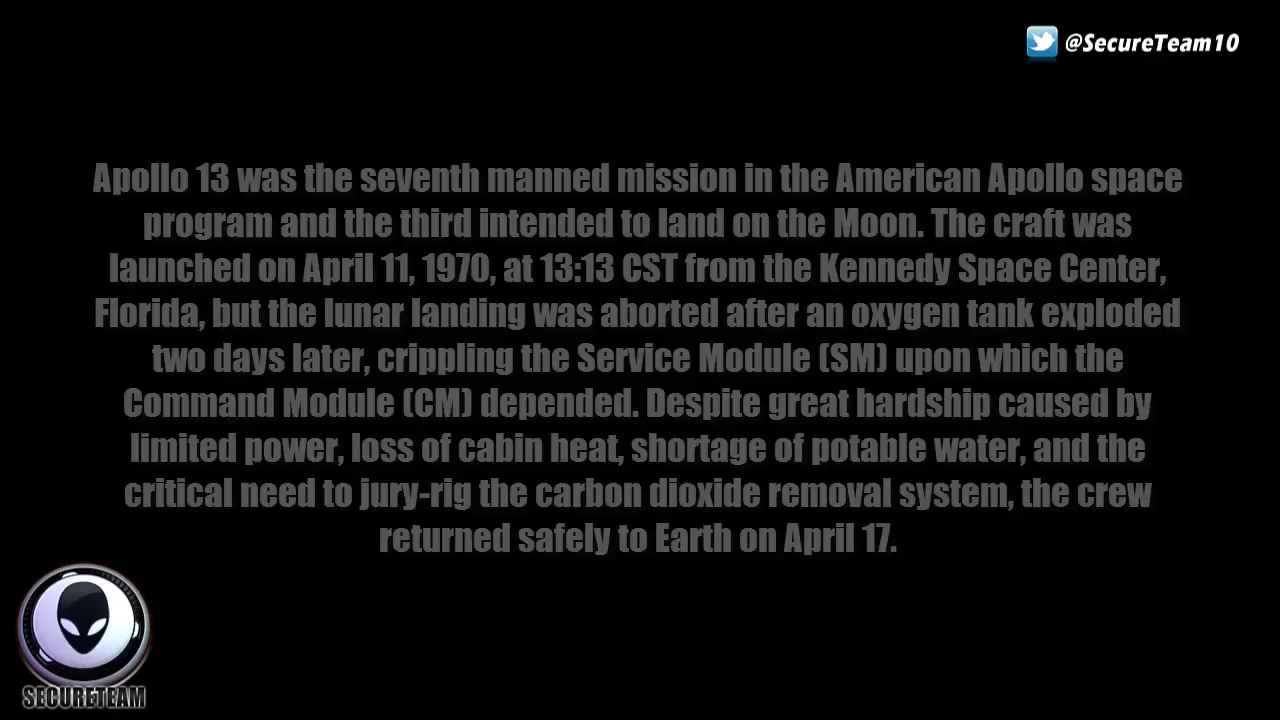 @SecureTeam10
Apollo 13 was the seventh manned mission in the American Apollo space
program and the third intended to land on the Moon. The craft was
launched on April 11, 1970, at 13:13 CST from the Kennedy Space Center,
Florida, but the lunar landing was aborted after an oxygen tank exploded
two days later, crippling the Service Module (SM) upon which the
Command Module (CM) depended. Despite great hardship caused by
limited power, loss of cabin heat, shortage of potable water, and the
critical need to jury-rig the carbon dioxide removal system, the crew
returned safely to Earth on April 17.
SECURETEAM